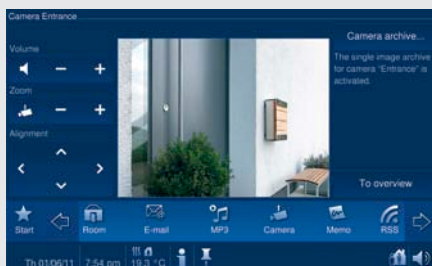 Camera Entrance
Camera archive...
Volume
The single image archive
for camera "Entrance" is
activated.
Zoom
Alignment
To overview
Start
Room
E-mail
MP3
Camera
Memo
RSS
Th 01/06/11 7:54 pm 19.3 °C